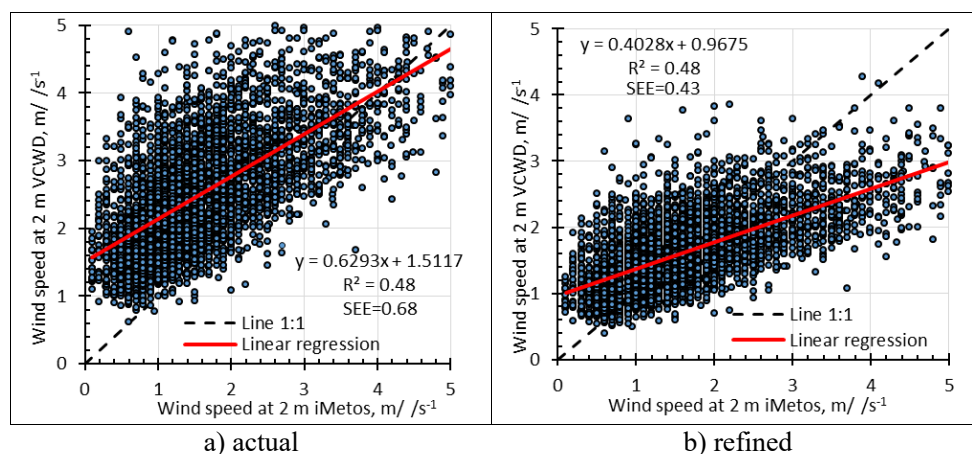 5
4
3
2
1
0
Wind speed at 2 m VCWD, m/ /s⁻¹
y = 0.6293x + 1.5117
R² = 0.48
SEE=0.68
Line 1:1
Linear regression
0 1 2 3 4 5
Wind speed at 2 m iMetos, m/ /s⁻¹
a) actual
5
4
3
2
1
0
Wind speed at 2 m VCWD, m/ /s⁻¹
y = 0.4028x + 0.9675
R² = 0.48
SEE = 0.43
Line 1:1
Linear regression
0 1 2 3 4 5
Wind speed at 2 m iMetos, m/ /s⁻¹
b) refined